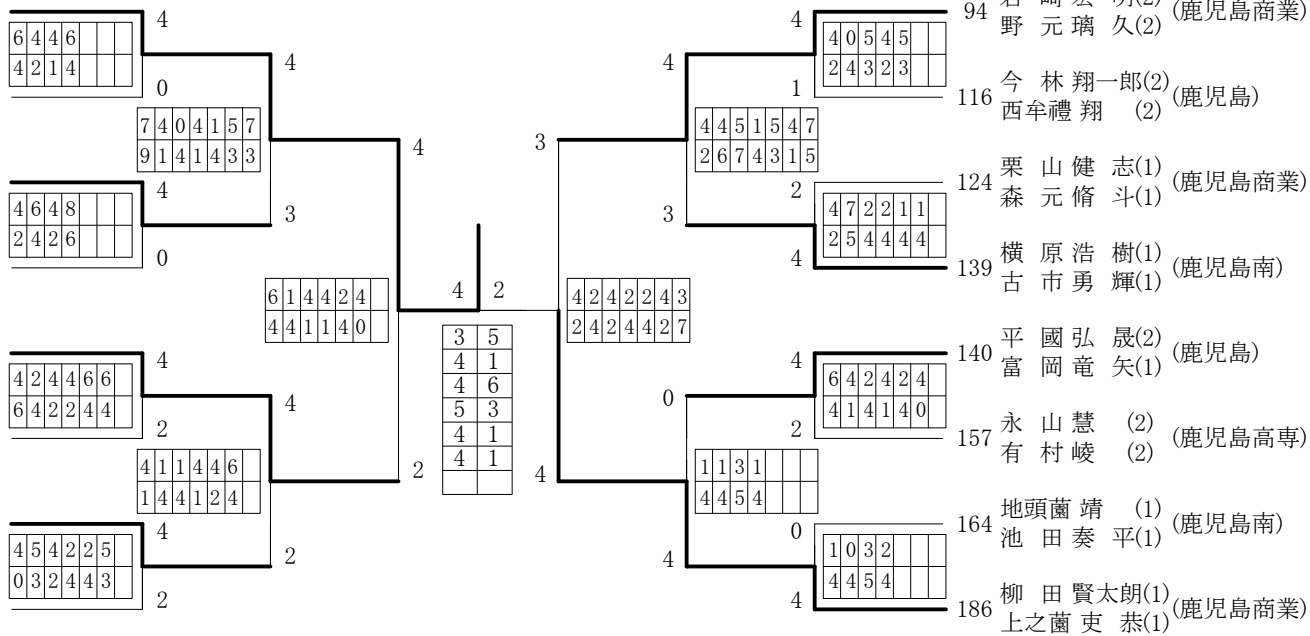 4
6 4 4 6
4 2 1 4
0
4
7 4 0 4 1 5 7
9 1 4 1 4 3 3
4
4 6 4 8
2 4 2 6
0
3
4
6 1 4 4 2 4
4 4 1 1 4 0
4
4 2 4 4 6 6
6 4 2 2 4 4
2
4
4 1 1 4 4 6
1 4 4 1 2 4
4
4 5 4 2 2 5
0 3 2 4 4 3
2
2
2
4 2
3 5
4 1
4 6
5 3
4 1
4 1
3
4 2 4 2 2 4 3
2 4 2 4 4 2 7
4
4
4 4 5 1 5 4 7
2 6 7 4 3 1 5
3
0
1 1 3 1
4 4 5 4
4
4
4 0 5 4 5
2 4 3 2 3
1
2
4 7 2 2 1 1
2 5 4 4 4 4
4
4
6 4 2 4 2 4
4 1 4 1 4 0
2
0
1 0 3 2
4 4 5 4
4
94 (鹿児島商業)
野 元 璃 久(2)
116 今 林 翔一郎(2) (鹿児島)
西牟禮 翔 (2)
124 栗 山 健 志(1) (鹿児島商業)
森 元 脩 斗(1)
139 横 原 浩 樹(1) (鹿児島南)
古 市 勇 輝(1)
140 平 國 弘 晟(2) (鹿児島)
富 岡 竜 矢(1)
157 永 山 慧 (2) (鹿児島高専)
有 村 崚 (2)
164 地頭薗 靖 (1) (鹿児島南)
池 田 奏 平(1)
186 柳 田 賢太朗(1) (鹿児島商業)
上之薗 吏 恭(1)